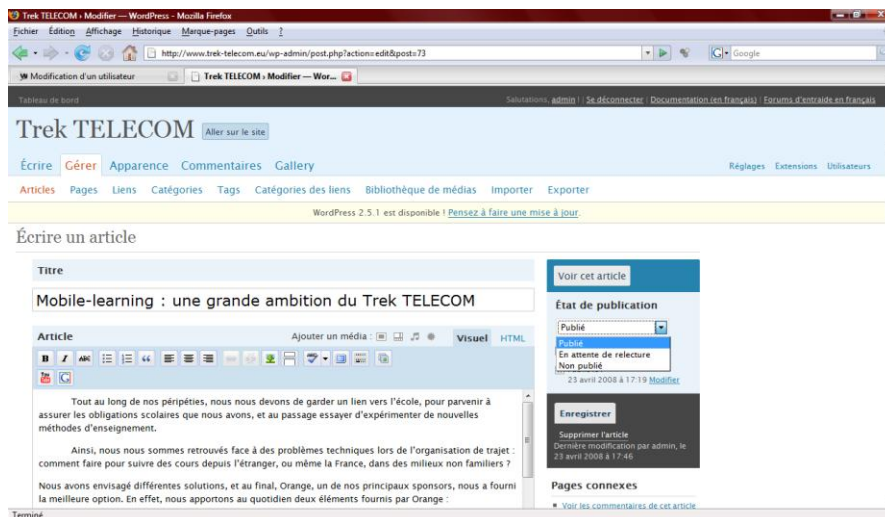 Trek TELECOM › Modifier — WordPress - Mozilla Firefox
Fichier Édition Affichage Historique Marque-pages Outils ?
http://www.trek-telecom.eu/wp-admin/post.php?action=edit&post=73
Google
Modification d'un utilisateur
Trek TELECOM › Modifier — Wor...
Tableau de bord
Salutations, admin ! | Se déconnecter | Documentation (en français) | Forums d'entraide en français
Trek TELECOM
Aller sur le site
Écrire Gérer Apparence Commentaires Gallery
Réglages Extensions Utilisateurs
Articles Pages Liens Catégories Tags Catégories des liens Bibliothèque de médias Importer Exporter
WordPress 2.5.1 est disponible ! Pensez à faire une mise à jour.
Écrire un article
Titre
Mobile-learning : une grande ambition du Trek TELECOM
Article
Ajouter un média :
Visuel HTML
B I ABC
Tout au long de nos péripéties, nous nous devons de garder un lien vers l'école, pour parvenir à
assurer les obligations scolaires que nous avons, et au passage essayer d'expérimenter de nouvelles
méthodes d'enseignement.
Ainsi, nous nous sommes retrouvés face à des problèmes techniques lors de l'organisation de trajet :
comment faire pour suivre des cours depuis l'étranger, ou même la France, dans des milieux non familiers ?
Nous avons envisagé différentes solutions, et au final, Orange, un de nos principaux sponsors, nous a fourni
la meilleure option. En effet, nous apportons au quotidien deux éléments fournis par Orange :
Voir cet article
État de publication
Publié
Publié
En attente de relecture
Non publié
23 avril 2008 à 17:19 Modifier
Enregistrer
Supprimer l'article
Dernière modification par admin, le
23 avril 2008 à 17:46
Pages connexes
Voir les commentaires de cet article
Terminé